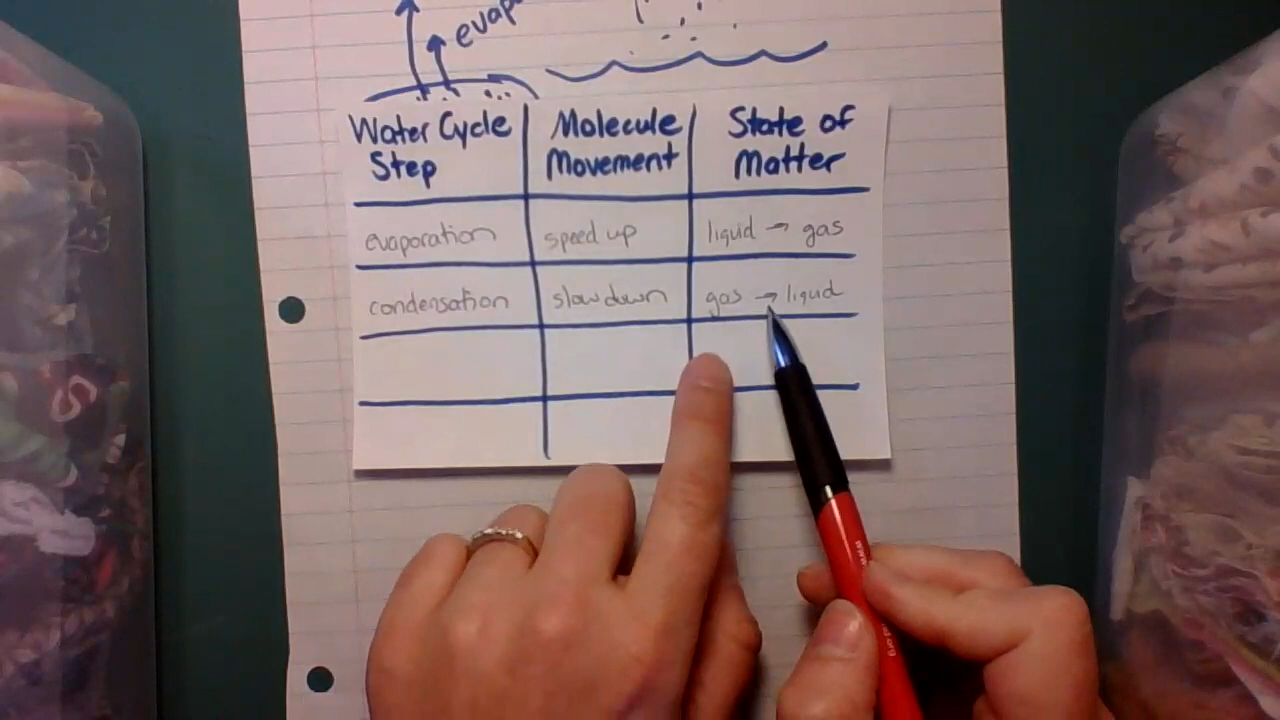 evap
Water Cycle Step
Molecule Movement
State of Matter
evaporation
speed up
liquid → gas
condensation
slow down
gas → liquid